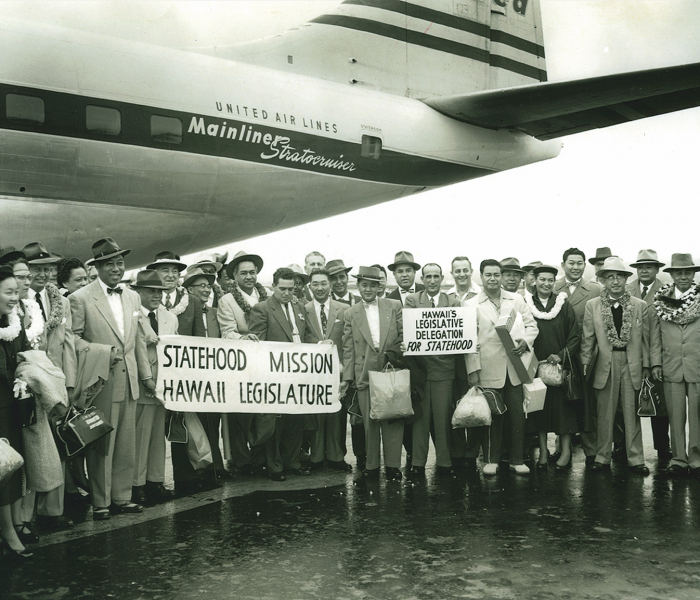 UNITED AIR LINES
Mainliner Stratocruiser
STATEHOOD MISSION
HAWAII LEGISLATURE
HAWAII'S
LEGISLATIVE
DELEGATION
FOR STATEHOOD